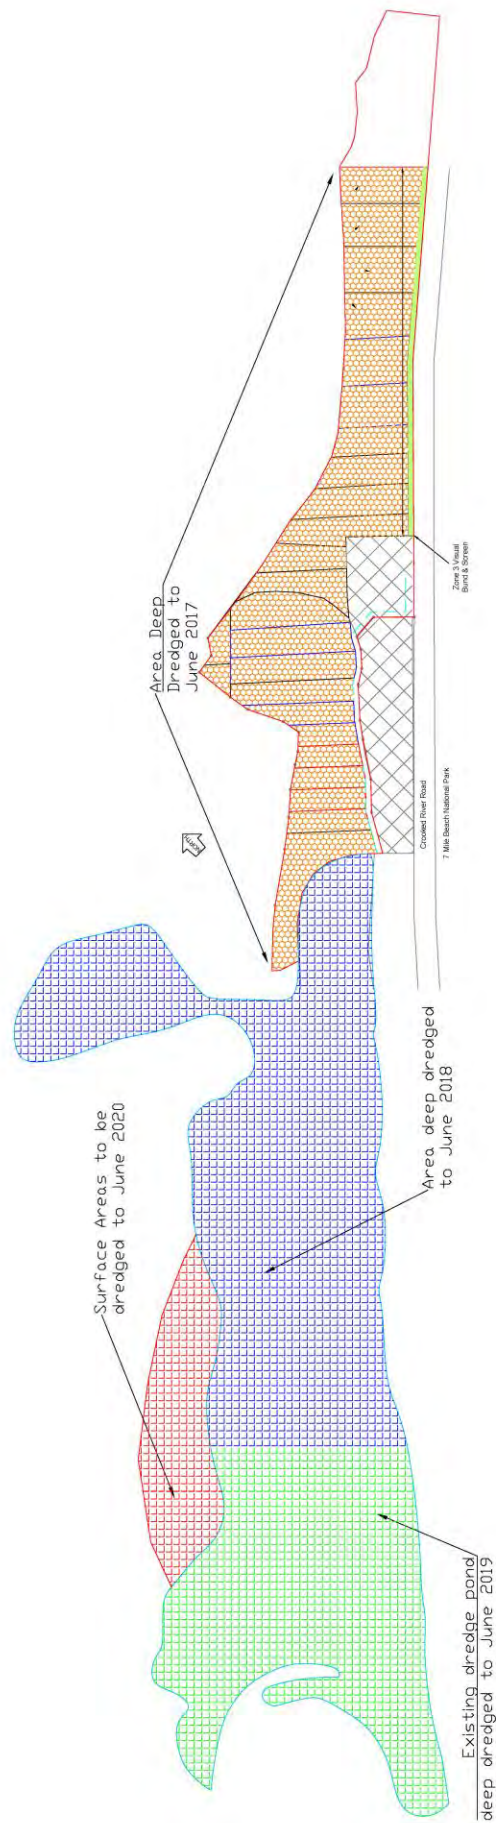 Area Deep
Dredged to
June 2017
North
Zone 3 Visual
Bund & Screen
Crooked River Road
7 Mile Beach National Park
Surface Areas to be
dredged to June 2020
Area deep dredged
to June 2018
Existing dredge pond
deep dredged to June 2019